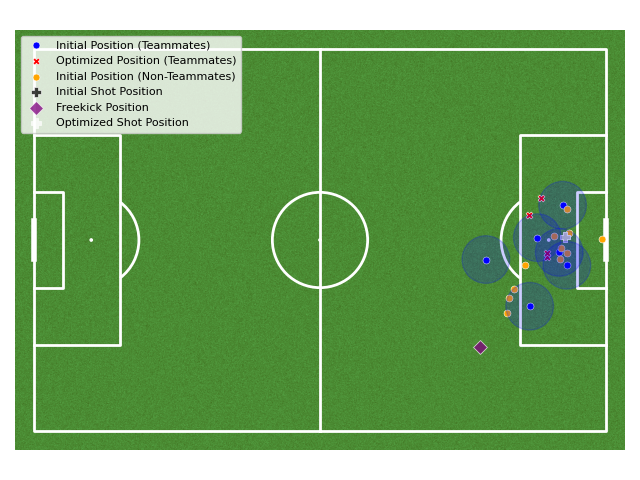 Initial Position (Teammates)
Optimized Position (Teammates)
Initial Position (Non-Teammates)
Initial Shot Position
Freekick Position
Optimized Shot Position